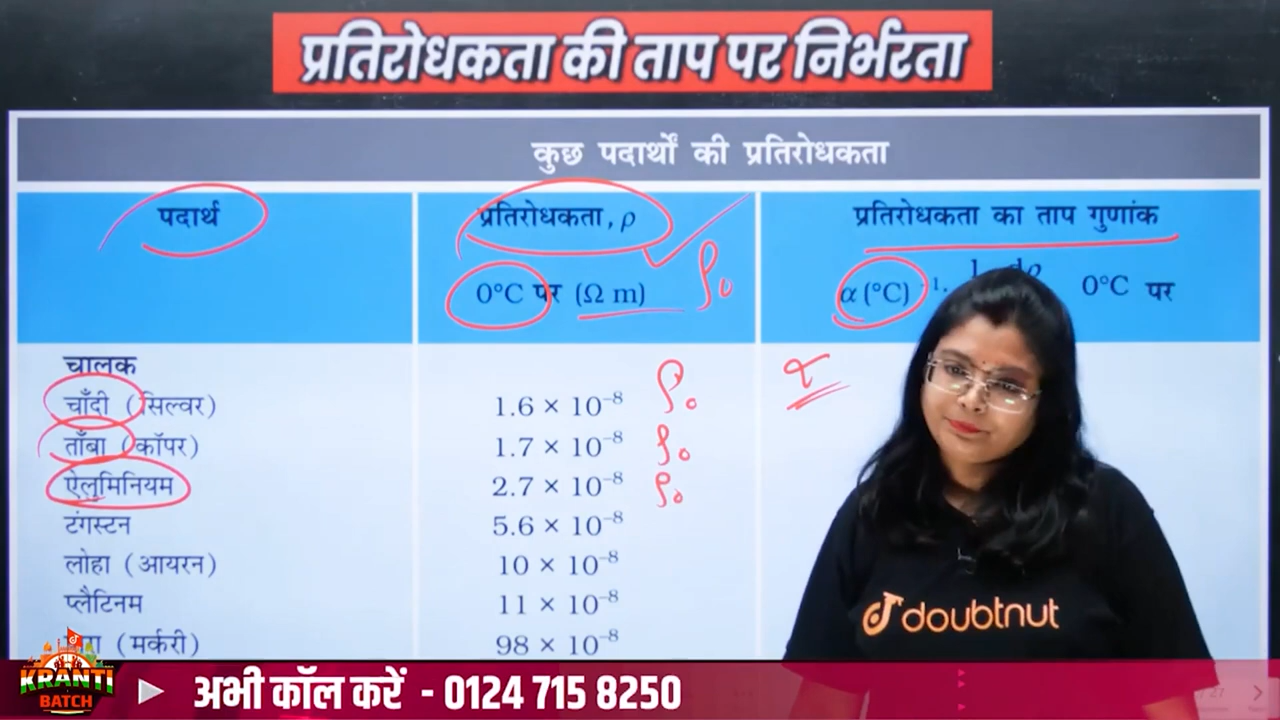 प्रतिरोधकता की ताप पर निर्भरता
कुछ पदार्थों की प्रतिरोधकता
पदार्थ
प्रतिरोधकता, ρ
0°C पर (Ω m)
ρ₀
प्रतिरोधकता का ताप गुणांक
α (°C)⁻¹ 0°C पर
चालक
चाँदी (सिल्वर) 1.6 × 10⁻⁸ ρ₀
ताँबा (कॉपर) 1.7 × 10⁻⁸ ρ₀
ऐलुमिनियम 2.7 × 10⁻⁸ ρ₀
टंगस्टन 5.6 × 10⁻⁸
लोहा (आयरन) 10 × 10⁻⁸
प्लैटिनम 11 × 10⁻⁸
(मर्करी) 98 × 10⁻⁸
doubtnut
KRANTI
BATCH
अभी कॉल करें - 0124 715 8250